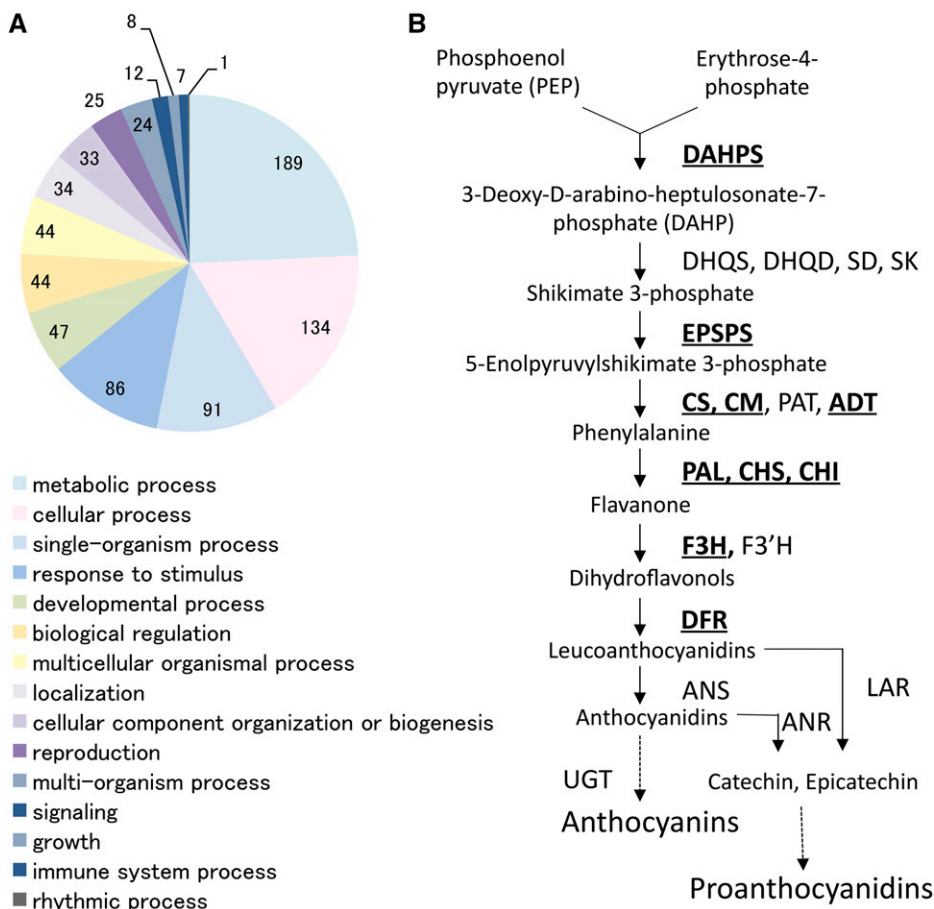 A
8
1
12
7
25
24
189
33
34
44
44
134
47
86
91
metabolic process
cellular process
single-organism process
response to stimulus
developmental process
biological regulation
multicellular organismal process
localization
cellular component organization or biogenesis
reproduction
multi-organism process
signaling
growth
immune system process
rhythmic process
B
Phosphoenol
pyruvate (PEP)
Erythrose-4-
phosphate
DAHPS
3-Deoxy-D-arabino-heptulosonate-7-
phosphate (DAHP)
DHQS, DHQD, SD, SK
Shikimate 3-phosphate
EPSPS
5-Enolpyruvylshikimate 3-phosphate
CS, CM, PAT, ADT
Phenylalanine
PAL, CHS, CHI
Flavanone
F3H, F3’H
Dihydroflavonols
DFR
Leucoanthocyanidins
LAR
ANS
Anthocyanidins
ANR
UGT
Catechin, Epicatechin
Anthocyanins
Proanthocyanidins